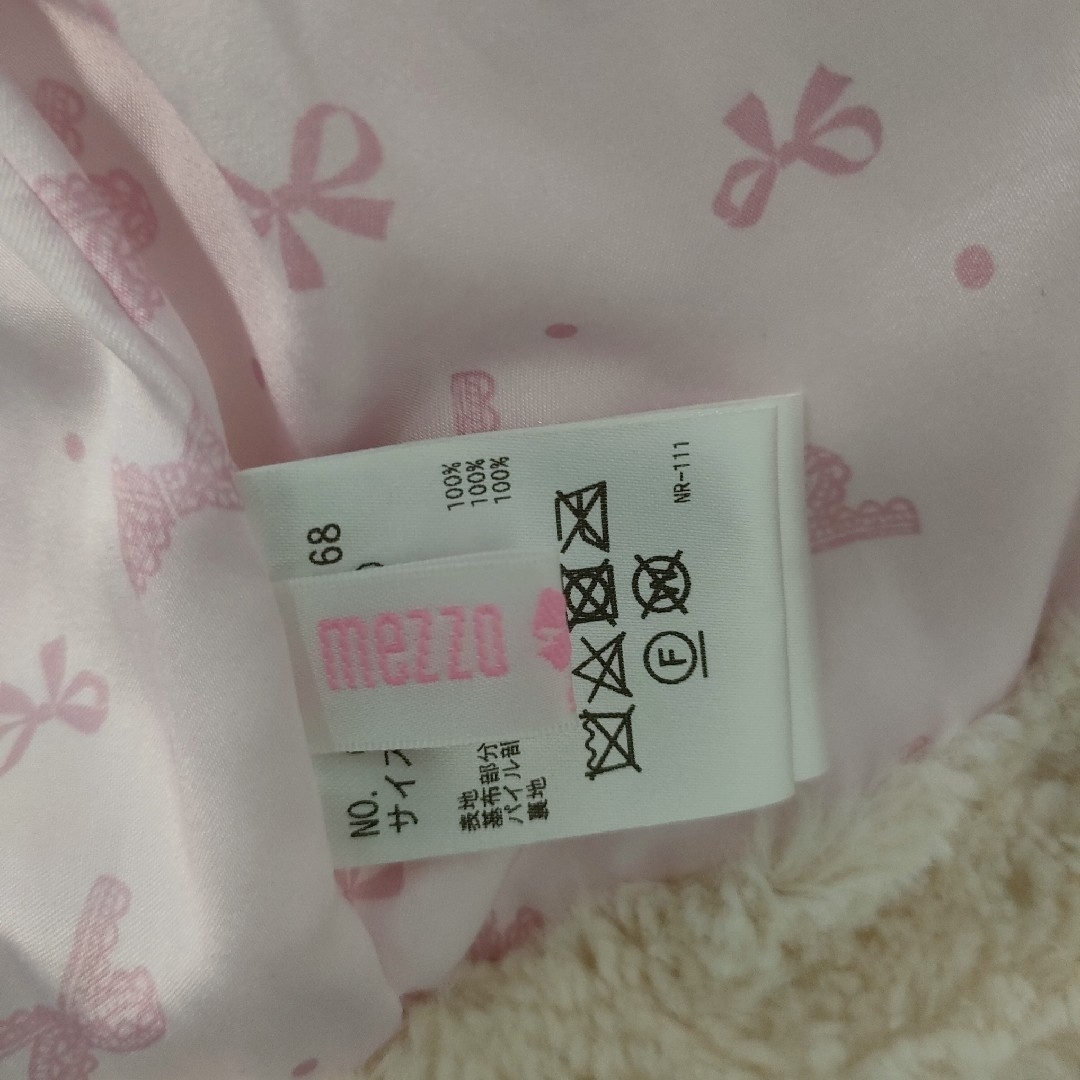 NO.
68
サイズ
表地
基布部分
100%
パイル部
100%
裏地
100%
mezzo
F
W
NR-111